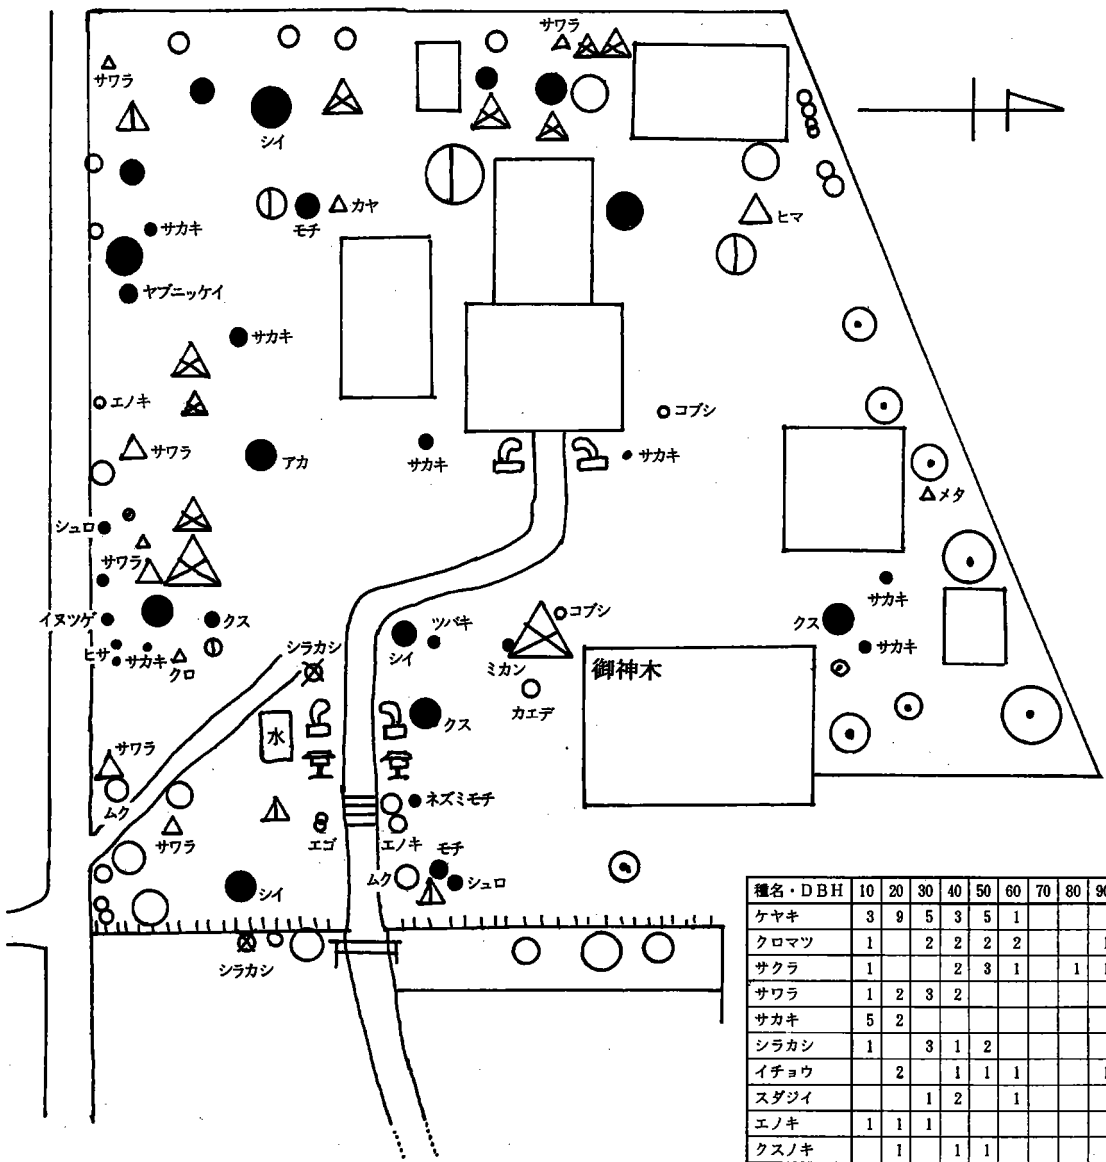 サワラ
サワラ
シイ
カヤ
モチ
ヒマ
サカキ
ヤブニッケイ
サカキ
エノキ
コブシ
サワラ
アカ
サカキ
サカキ
メタ
シュロ
サワラ
サカキ
イヌツゲ
クス
ツバキ
コブシ
クス
ヒサ
サカキ
クロ
シラカシ
シイ
ミカン
サカキ
御神木
カエデ
クス
水
サワラ
ムク
ネズミモチ
サワラ
エゴ
エノキ
モチ
ムク
シュロ
シイ
シラカシ
種名・DBH 10 20 30 40 50 60 70 80 90
ケヤキ 3 9 5 3 5 1
クロマツ 1 2 2 2 2 1
サクラ 1 2 3 1 1 1
サワラ 1 2 3 2
サカキ 5 2
シラカシ 1 3 1 2
イチョウ 2 1 1 1 1
スダジイ 1 2 1
エノキ 1 1 1
クスノキ 1 1 1